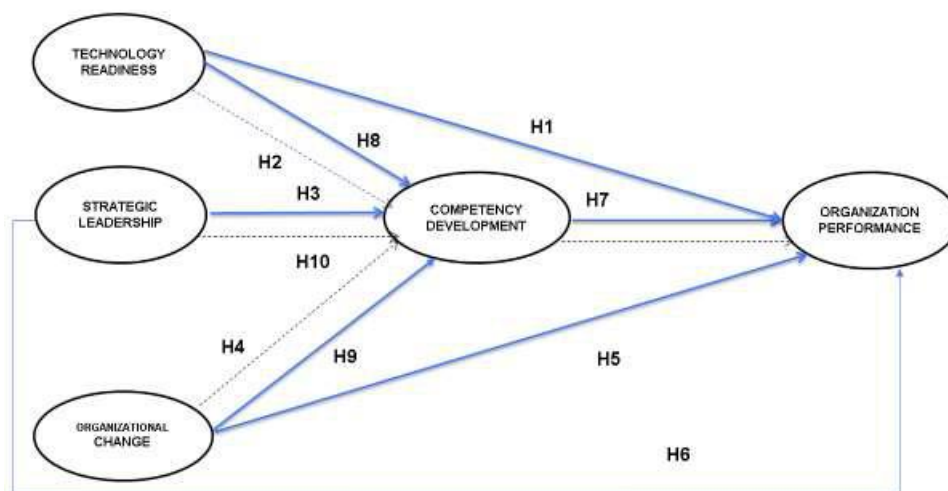 TECHNOLOGY
READINESS
H1
H8
H2
STRATEGIC
LEADERSHIP
H3
COMPETENCY
DEVELOPMENT
H7
ORGANIZATION
PERFORMANCE
H10
H4
H9
H5
ORGANIZATIONAL
CHANGE
H6